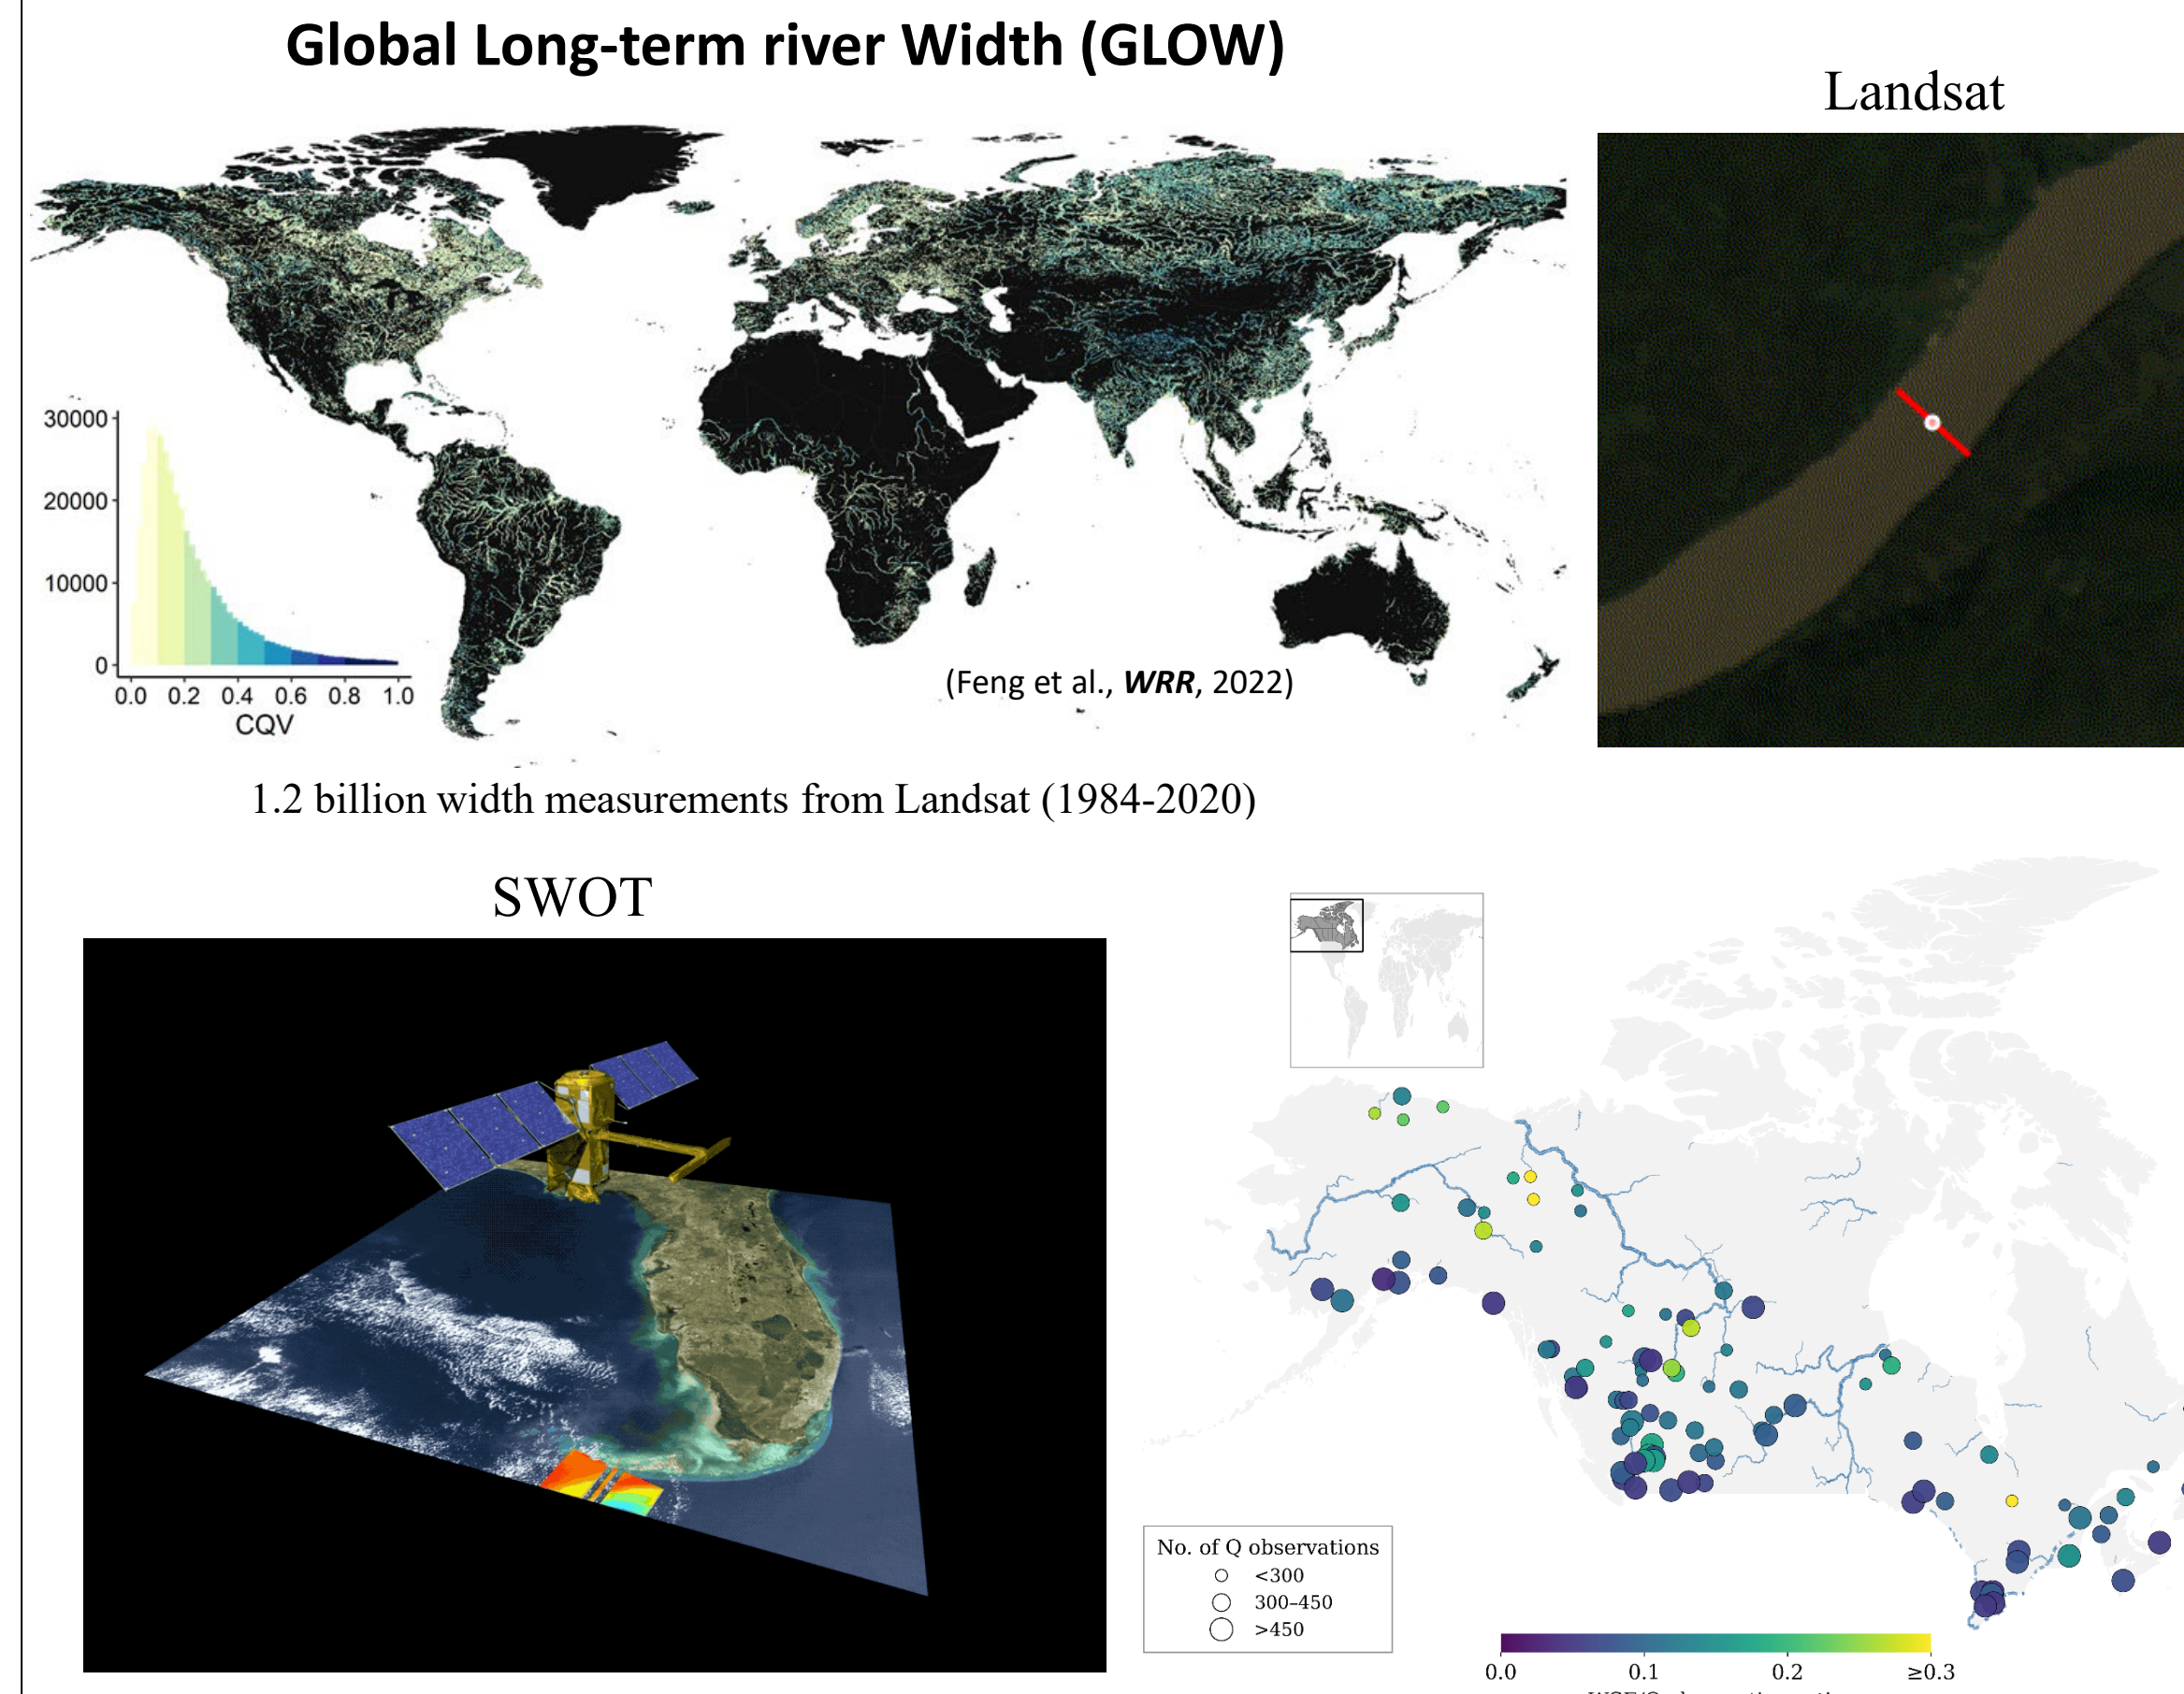 Global Long-term river Width (GLOW)
Landsat
30000
20000
10000
0
0.0 0.2 0.4 0.6 0.8 1.0
CQV
(Feng et al., WRR, 2022)
1.2 billion width measurements from Landsat (1984-2020)
SWOT
No. of Q observations
<300
300–450
>450
0.0 0.1 0.2 ≥0.3